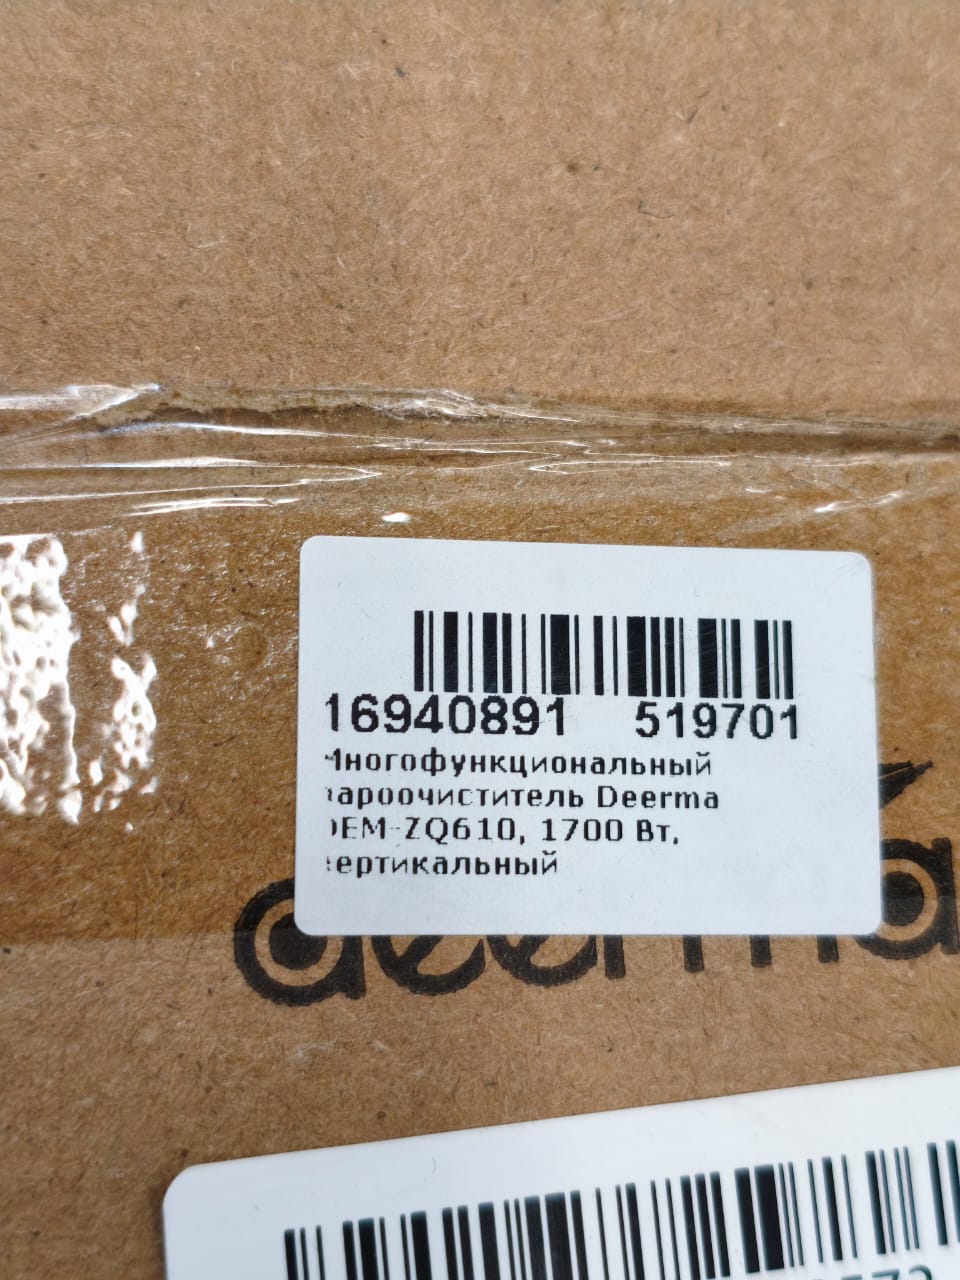 16940891 519701
Многофункциональный
пароочиститель Deerma
DEM-ZQ610, 1700 Вт,
вертикальный
deerma